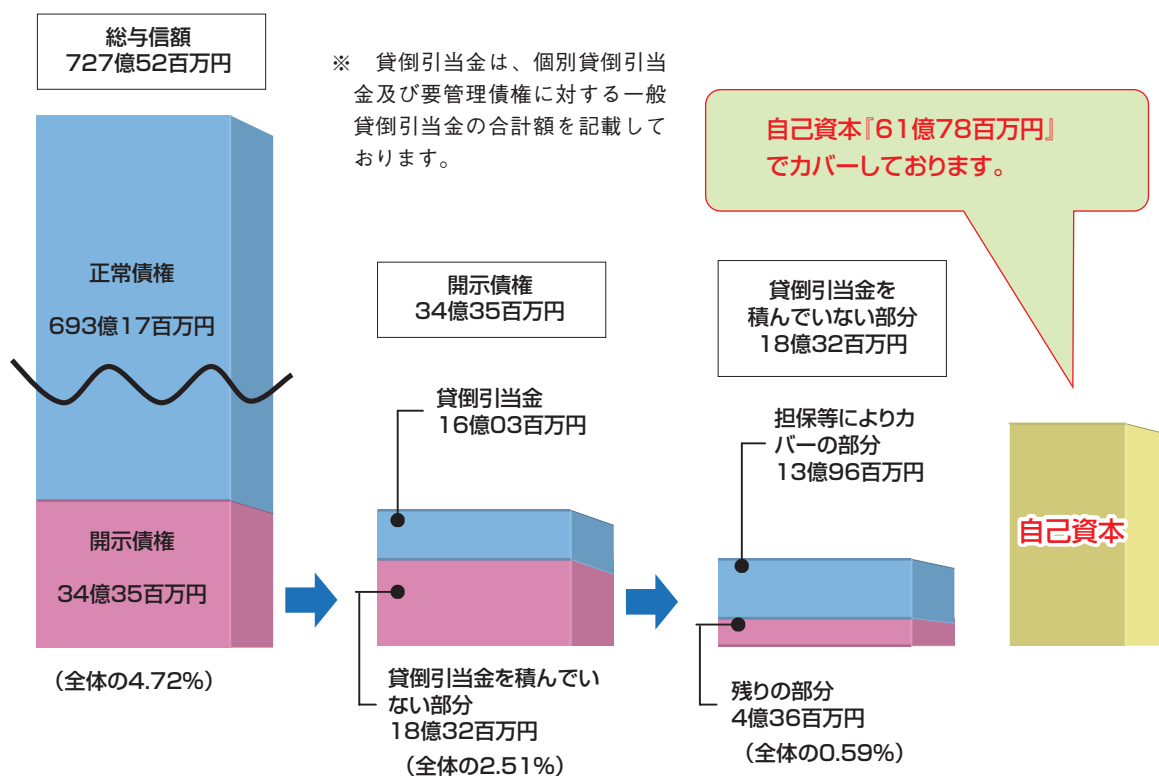 総与信額
727億52百万円
※　貸倒引当金は、個別貸倒引当
金及び要管理債権に対する一般
貸倒引当金の合計額を記載して
おります。
自己資本『61億78百万円』
でカバーしております。
正常債権
693億17百万円
開示債権
34億35百万円
（全体の4.72%）
開示債権
34億35百万円
貸倒引当金
16億03百万円
貸倒引当金を積んでい
ない部分
18億32百万円
（全体の2.51%）
貸倒引当金を
積んでいない部分
18億32百万円
担保等によりカ
バーの部分
13億96百万円
残りの部分
4億36百万円
（全体の0.59%）
自己資本